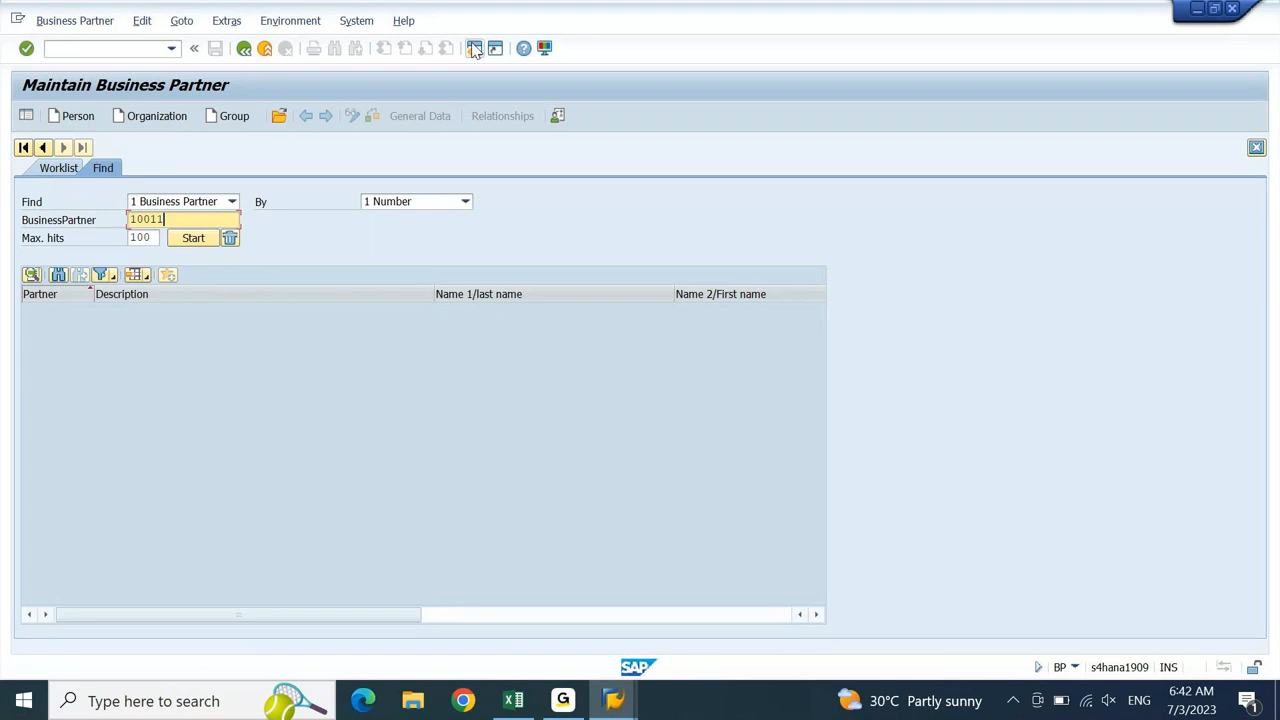 Business Partner Edit Goto Extras Environment System Help
Maintain Business Partner
Person Organization Group General Data Relationships
Worklist Find
Find 1 Business Partner By 1 Number
BusinessPartner 10011
Max. hits 100 Start
Partner Description Name 1/last name Name 2/First name
SAP BP s4hana1909 INS
Type here to search G 30°C Partly sunny ENG 6:42 AM
7/3/2023 1